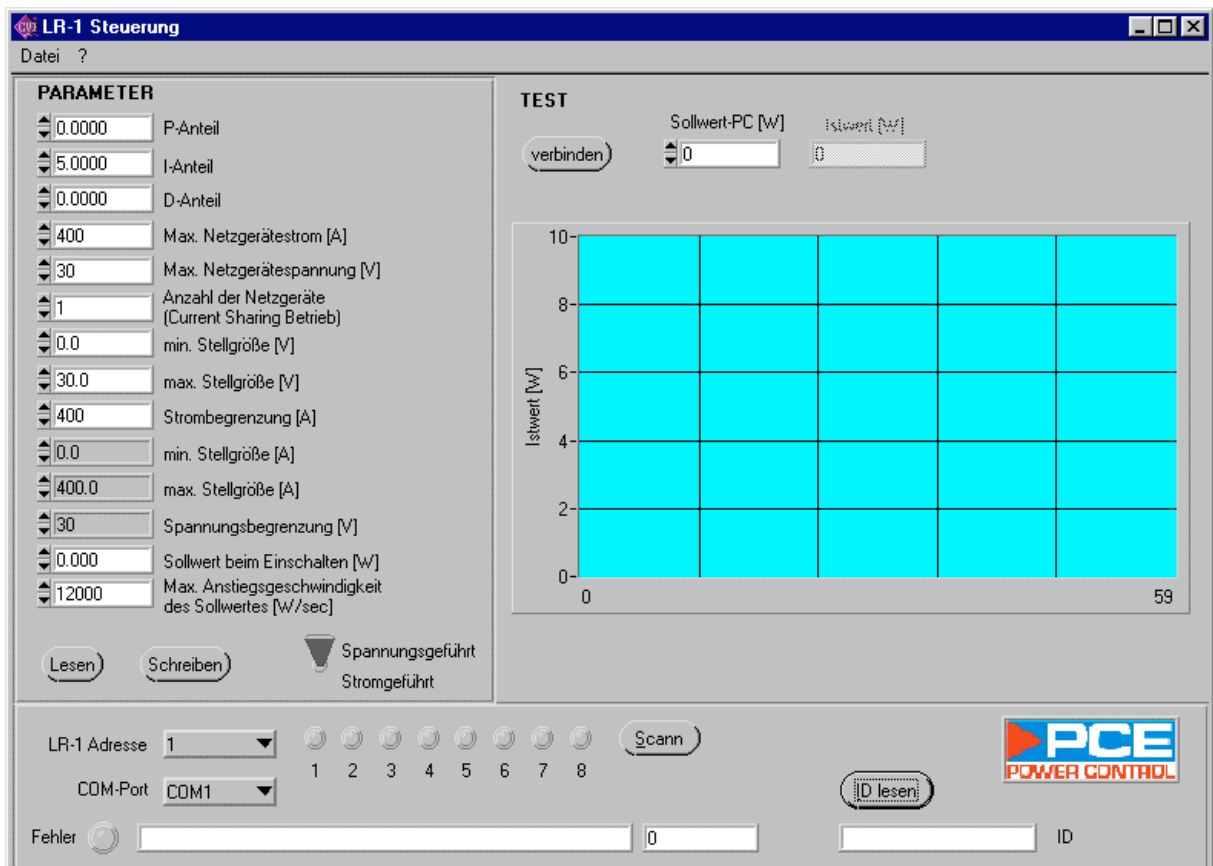 LR-1 Steuerung
Datei ?
PARAMETER
0.0000 P-Anteil
5.0000 I-Anteil
0.0000 D-Anteil
400 Max. Netzgerätestrom [A]
30 Max. Netzgerätespannung [V]
1 Anzahl der Netzgeräte
(Current Sharing Betrieb)
0.0 min. Stellgröße [V]
30.0 max. Stellgröße [V]
400 Strombegrenzung [A]
0.0 min. Stellgröße [A]
400.0 max. Stellgröße [A]
30 Spannungsbegrenzung [V]
0.000 Sollwert beim Einschalten [W]
12000 Max. Anstiegsgeschwindigkeit
des Sollwertes [W/sec]
Lesen Schreiben
Spannungsgeführt
Stromgeführt
TEST
Sollwert-PC [W] Istwert [W]
verbinden 0 0
Istwert [W]
10
8
6
4
2
0
0 59
LR-1 Adresse 1
1 2 3 4 5 6 7 8
Scann
COM-Port COM1
PCE
POWER CONTROL
ID lesen
Fehler 0 ID